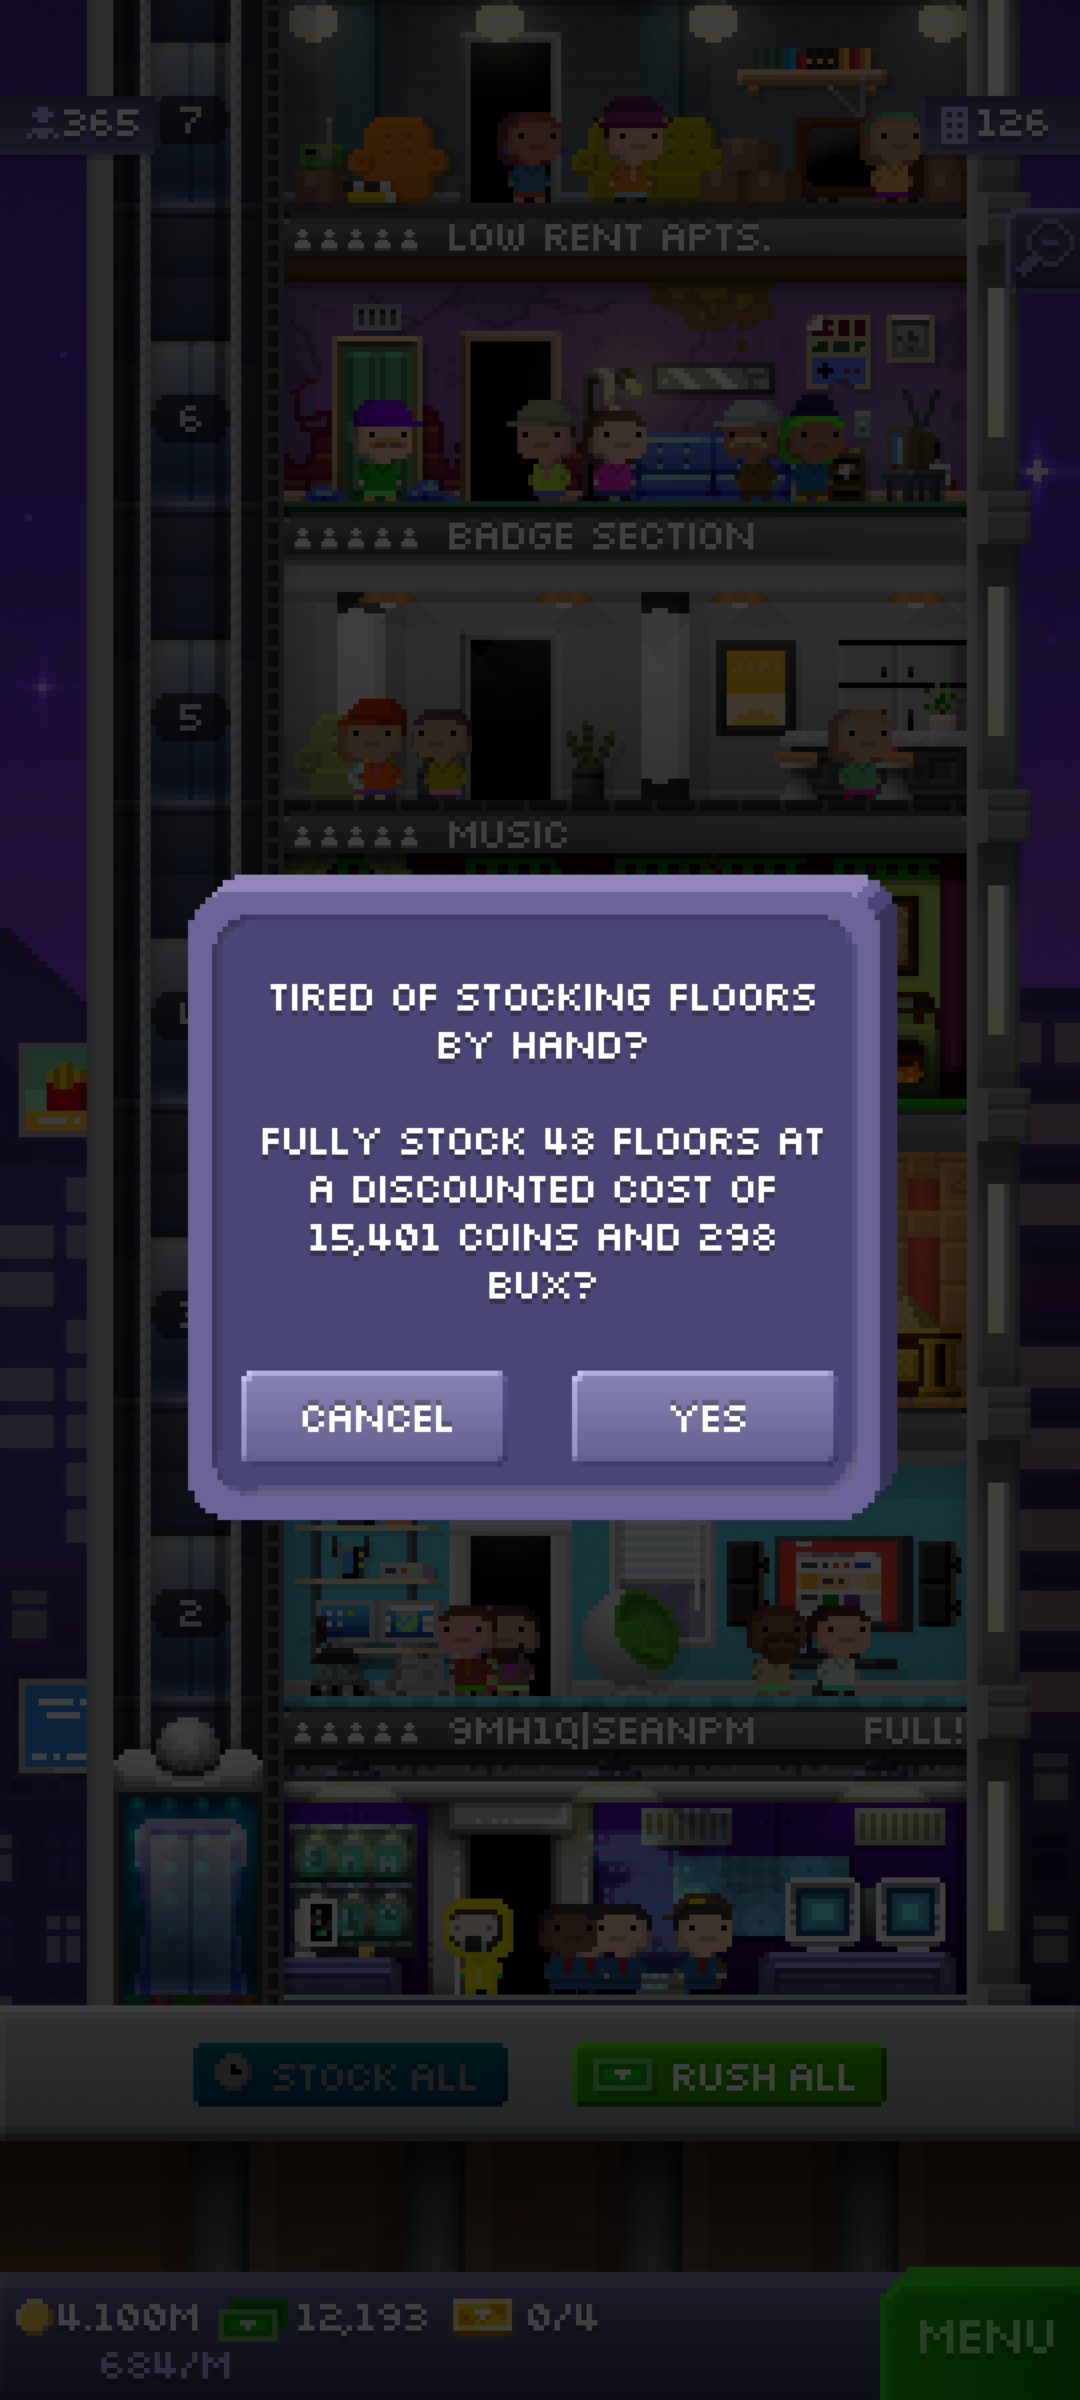 365
7
126
LOW RENT APTS.
6
BADGE SECTION
5
MUSIC
TIRED OF STOCKING FLOORS
BY HAND?
FULLY STOCK 48 FLOORS AT
A DISCOUNTED COST OF
15,401 COINS AND 298
BUX?
CANCEL
YES
2
9MH1Q|SEANPM
FULL!
STOCK ALL
RUSH ALL
4.100M
12,193
0/4
684/M
MENU